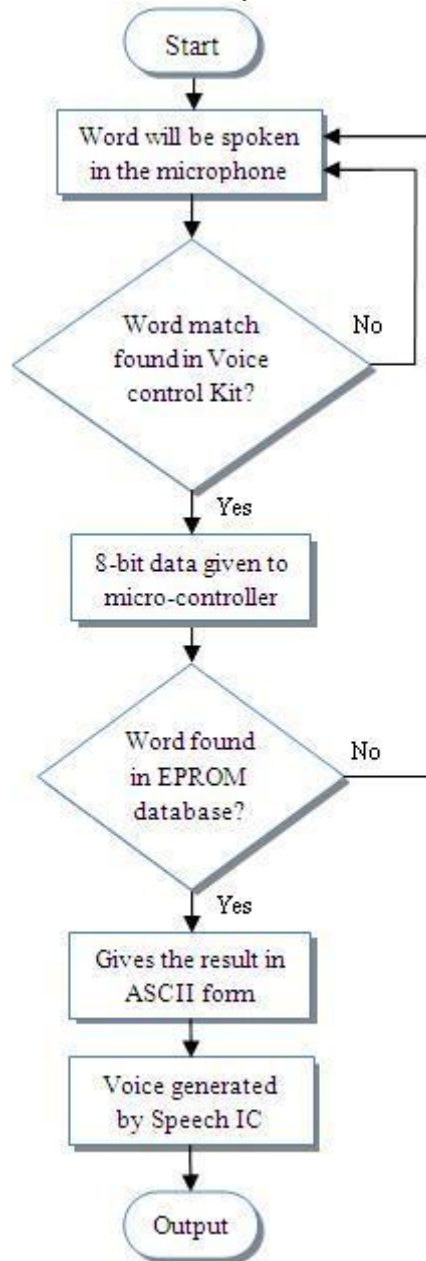 Start
Word will be spoken
in the microphone
Word match
found in Voice
control Kit?
No
Yes
8-bit data given to
micro-controller
Word found
in EPROM
database?
No
Yes
Gives the result in
ASCII form
Voice generated
by Speech IC
Output